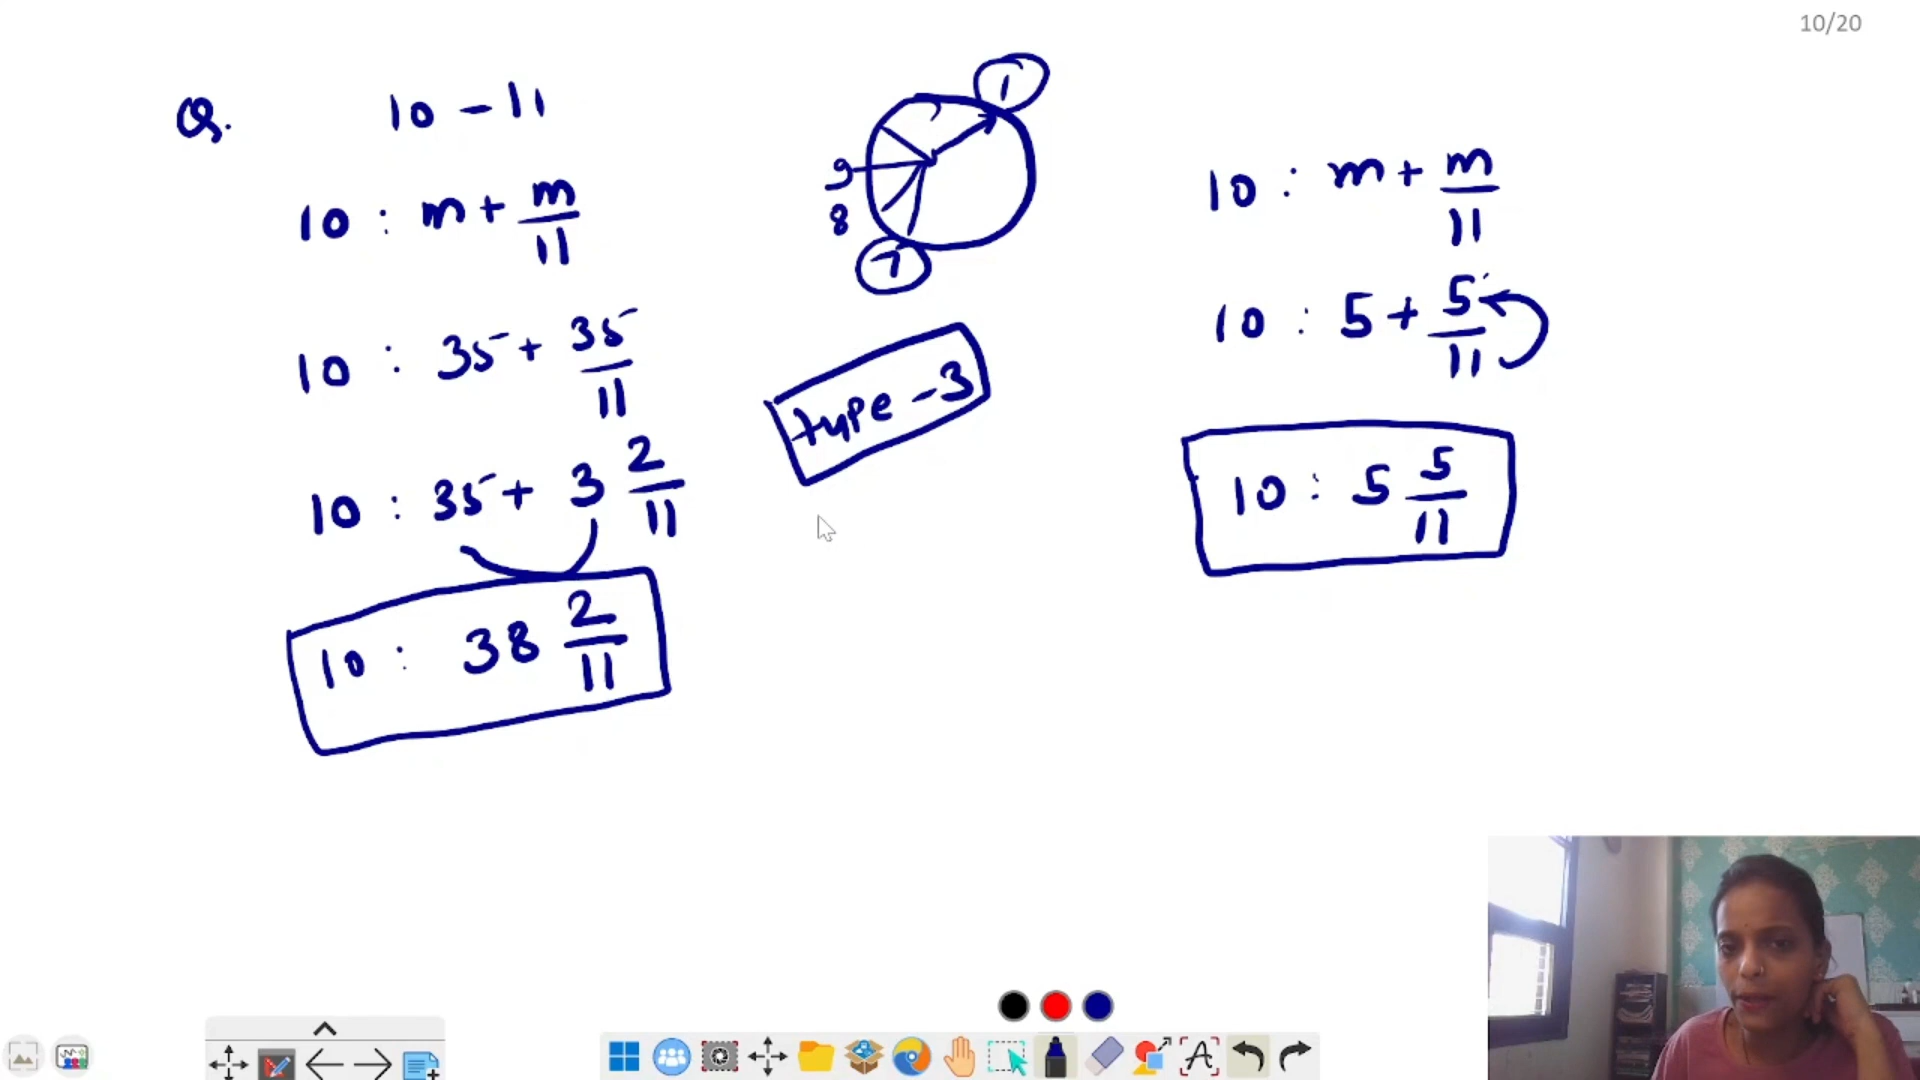 10/20
Q. 10 - 11
10 : m + m/11
10 : 35 + 35/11
10 : 35 + 3 2/11
10 : 38 2/11
1
9
8
7
type - 3
10 : m + m/11
10 : 5 + 5/11
10 : 5 5/11